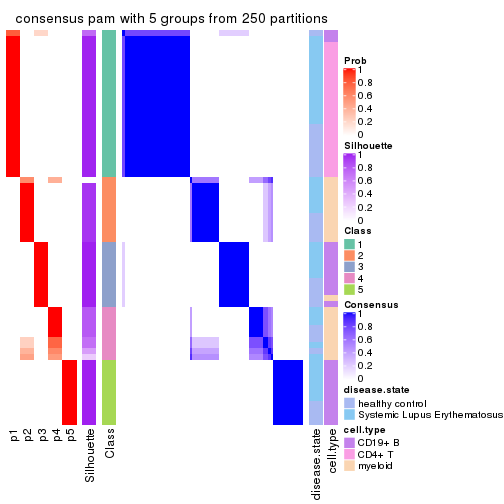 consensus pam with 5 groups from 250 partitions
Prob
1
0.8
0.6
0.4
0.2
0
Silhouette
1
0.8
0.6
0.4
0.2
0
Class
1
2
3
4
5
Consensus
1
0.8
0.6
0.4
0.2
0
disease.state
healthy control
Systemic Lupus Erythematosus
cell.type
CD19+ B
CD4+ T
myeloid
p1
p2
p3
p4
p5
Silhouette
Class
disease.state
cell.type